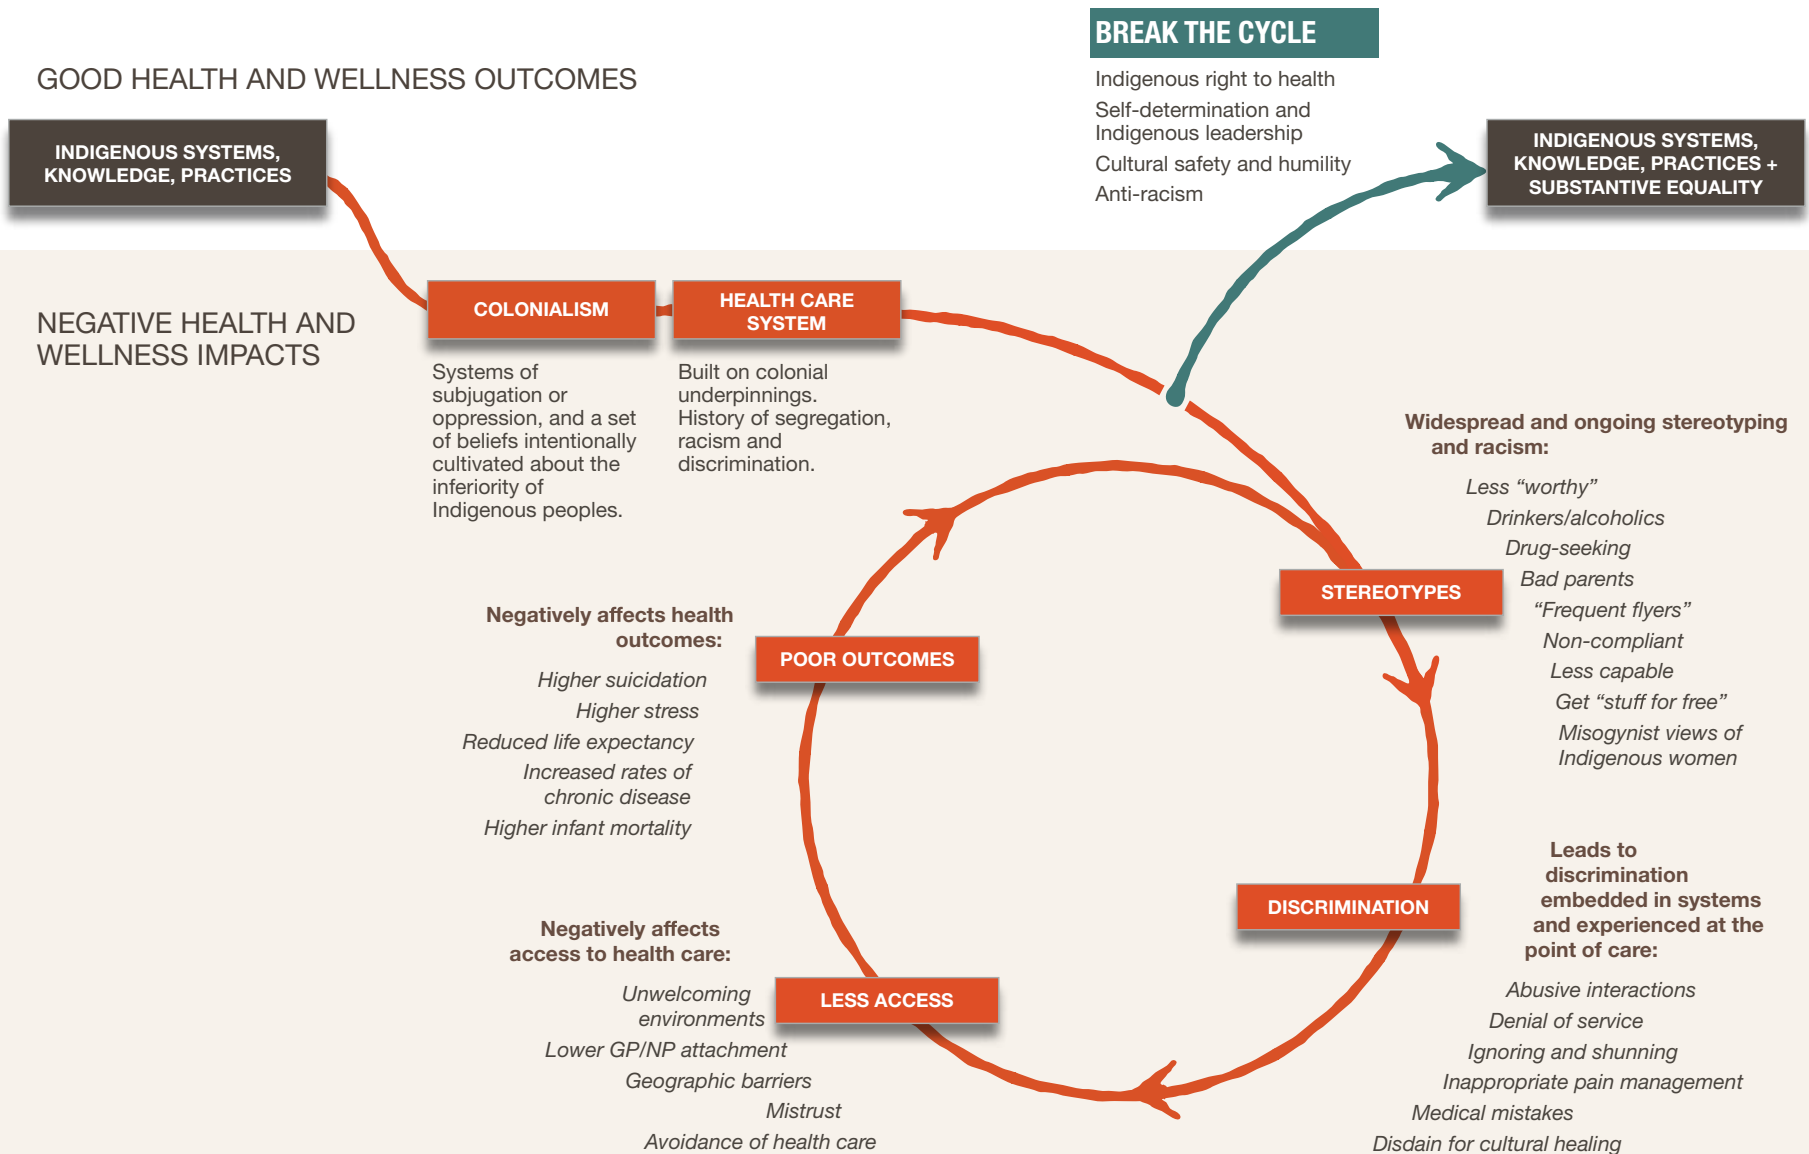 BREAK THE CYCLE
Indigenous right to health
Self-determination and
Indigenous leadership
Cultural safety and humility
Anti-racism
GOOD HEALTH AND WELLNESS OUTCOMES
INDIGENOUS SYSTEMS,
KNOWLEDGE, PRACTICES
INDIGENOUS SYSTEMS,
KNOWLEDGE, PRACTICES +
SUBSTANTIVE EQUALITY
NEGATIVE HEALTH AND
WELLNESS IMPACTS
COLONIALISM
Systems of
subjugation or
oppression, and a set
of beliefs intentionally
cultivated about the
inferiority of
Indigenous peoples.
HEALTH CARE
SYSTEM
Built on colonial
underpinnings.
History of segregation,
racism and
discrimination.
Widespread and ongoing stereotyping
and racism:
Less “worthy”
Drinkers/alcoholics
Drug-seeking
Bad parents
“Frequent flyers”
Non-compliant
Less capable
Get “stuff for free”
Misogynist views of
Indigenous women
STEREOTYPES
Leads to
discrimination
embedded in systems
and experienced at the
point of care:
Abusive interactions
Denial of service
Ignoring and shunning
Inappropriate pain management
Medical mistakes
Disdain for cultural healing
DISCRIMINATION
Negatively affects
access to health care:
Unwelcoming
environments
Lower GP/NP attachment
Geographic barriers
Mistrust
Avoidance of health care
LESS ACCESS
Negatively affects health
outcomes:
Higher suicidation
Higher stress
Reduced life expectancy
Increased rates of
chronic disease
Higher infant mortality
POOR OUTCOMES